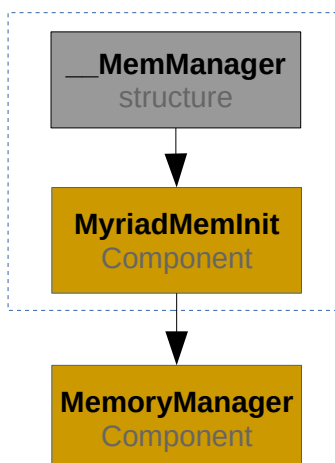 __MemManager
structure
MyriadMemInit
Component
MemoryManager
Component